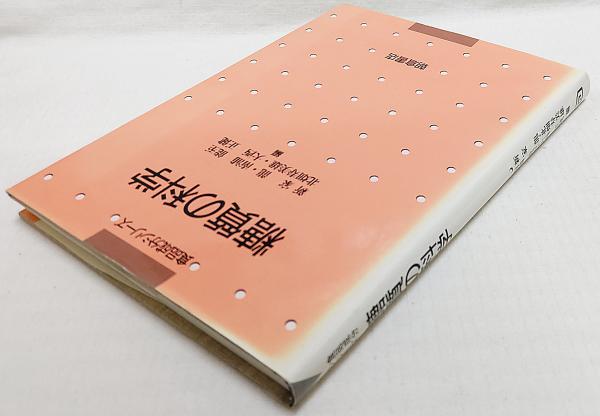 食品成分シリーズ
糖質の科学
新家 龍・南浦 能至
北畑寿美雄・大西 正健
編
朝倉書店
糖質の科学